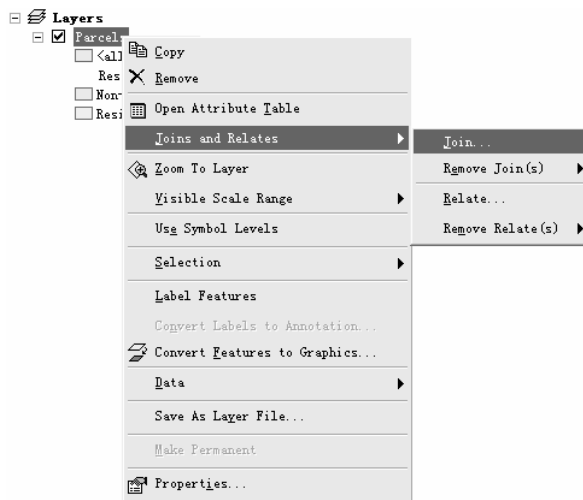 Layers
Parcel
<all
Res
Non-
Resi
Copy
Remove
Open Attribute Table
Joins and Relates
Zoom To Layer
Visible Scale Range
Use Symbol Levels
Selection
Label Features
Convert Labels to Annotation...
Convert Features to Graphics...
Data
Save As Layer File...
Make Permanent
Properties...
Join...
Remove Join(s)
Relate...
Remove Relate(s)